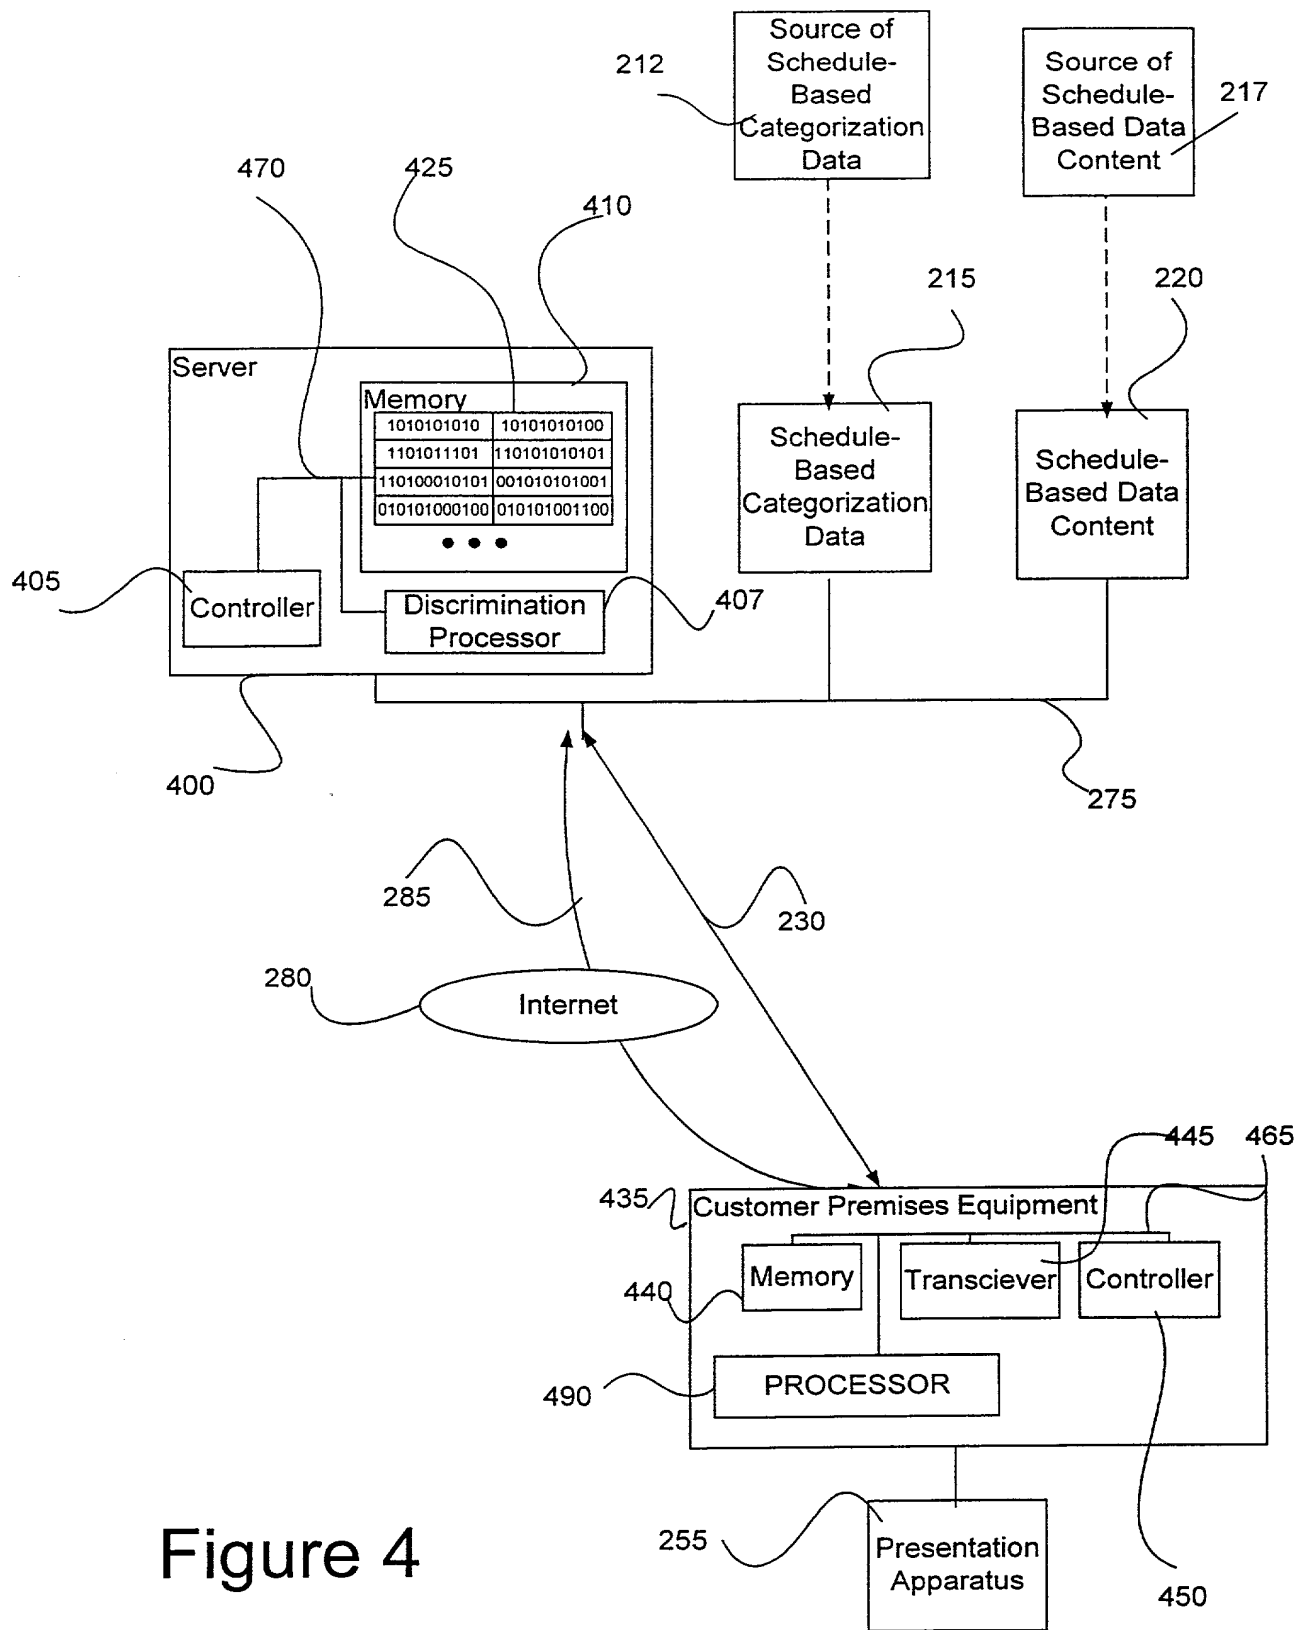 Source of
Schedule-
Based
Categorization
Data
212
Source of
Schedule-
Based Data
Content
217
470
425
410
215
220
Server
Memory
1010101010 10101010100
1101011101 110101010101
110100010101 001010101001
010101000100 010101001100
Schedule-
Based
Categorization
Data
Schedule-
Based Data
Content
405
Controller
Discrimination
Processor
407
400
275
285
230
280
Internet
445
465
435
Customer Premises Equipment
440
Memory
Transciever
Controller
490
PROCESSOR
255
Presentation
Apparatus
450
Figure 4